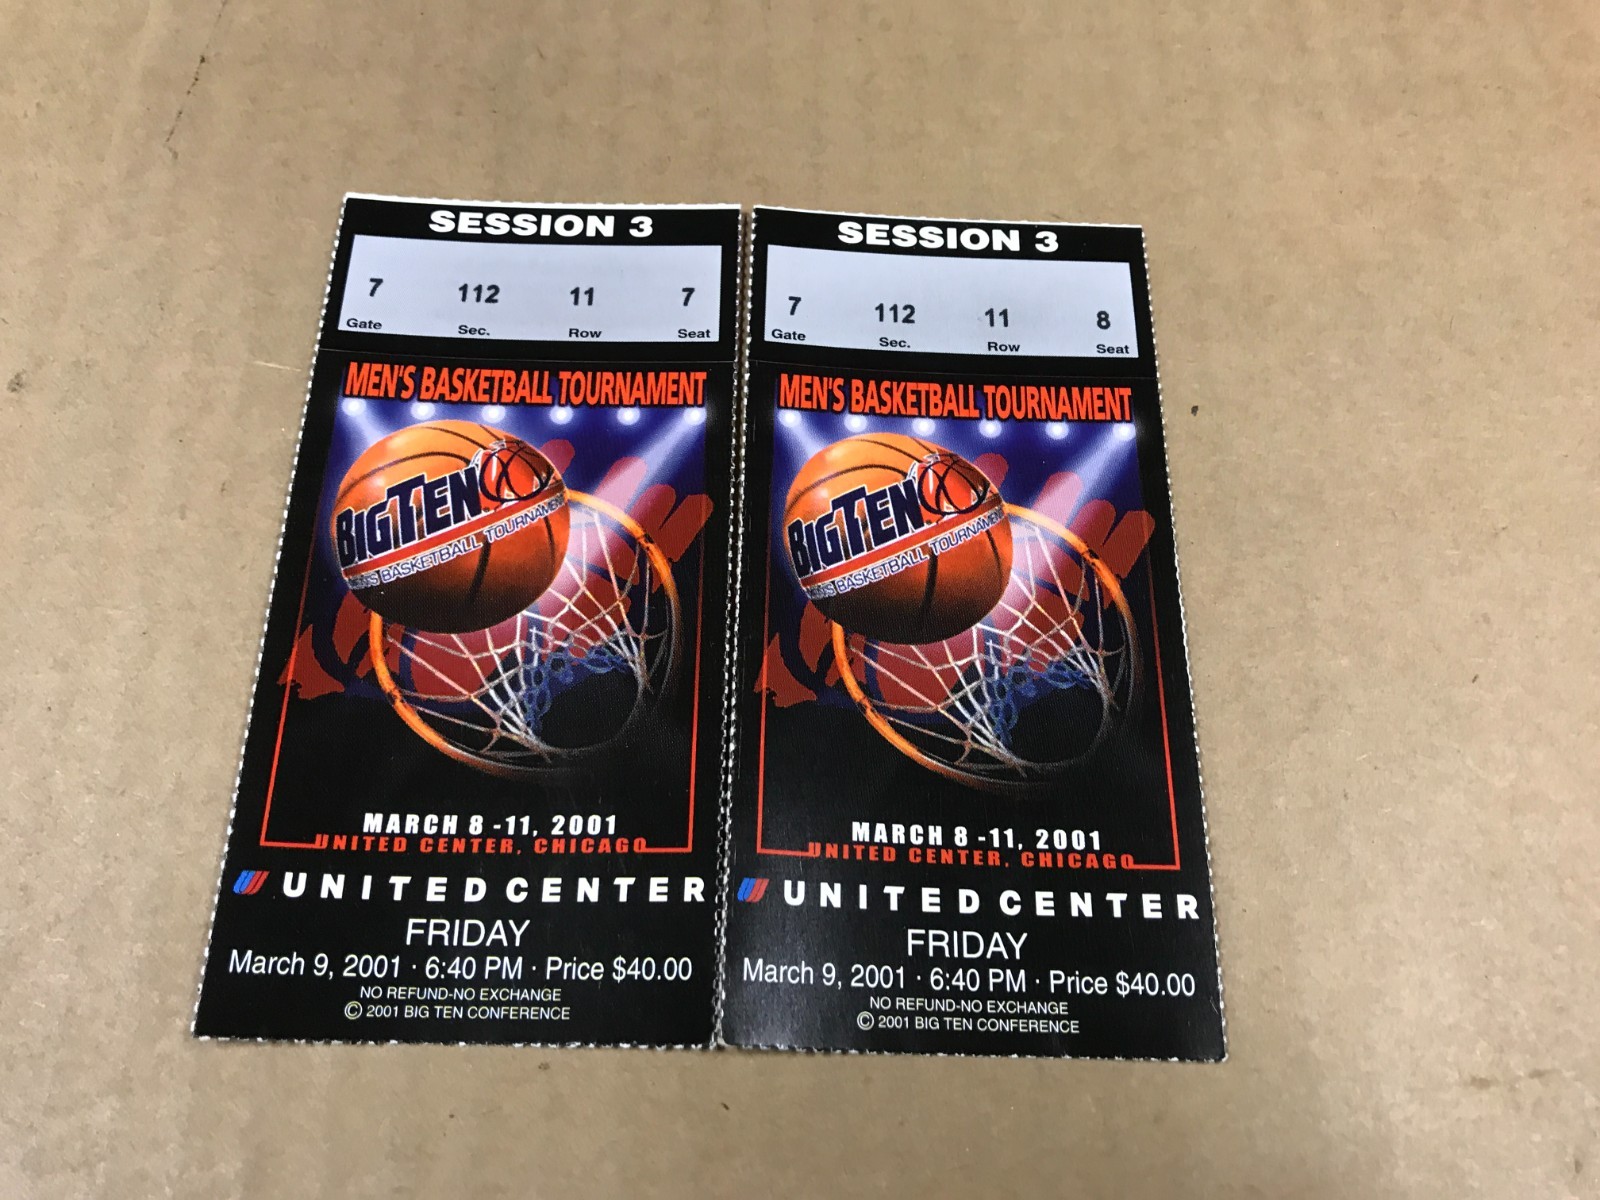 SESSION 3
7 112 11 7
Gate Sec. Row Seat
MEN'S BASKETBALL TOURNAMENT
BIG TEN
MEN'S BASKETBALL TOURNAMENT
MARCH 8 -11, 2001
UNITED CENTER, CHICAGO
UNITED CENTER
FRIDAY
March 9, 2001 · 6:40 PM · Price $40.00
NO REFUND-NO EXCHANGE
© 2001 BIG TEN CONFERENCE
SESSION 3
7 112 11 8
Gate Sec. Row Seat
MEN'S BASKETBALL TOURNAMENT
BIG TEN
MEN'S BASKETBALL TOURNAMENT
MARCH 8 -11, 2001
UNITED CENTER, CHICAGO
UNITED CENTER
FRIDAY
March 9, 2001 · 6:40 PM · Price $40.00
NO REFUND-NO EXCHANGE
© 2001 BIG TEN CONFERENCE